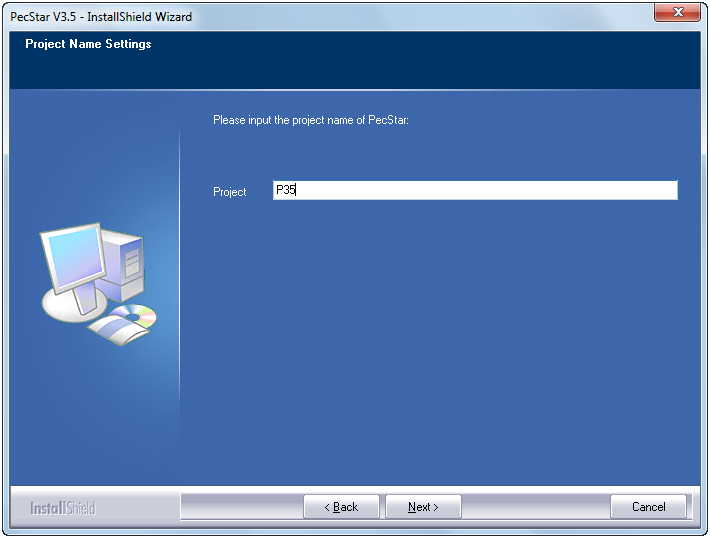 PecStar V3.5 - InstallShield Wizard
Project Name Settings
Please input the project name of PecStar:
Project P35
InstallShield
< Back Next > Cancel